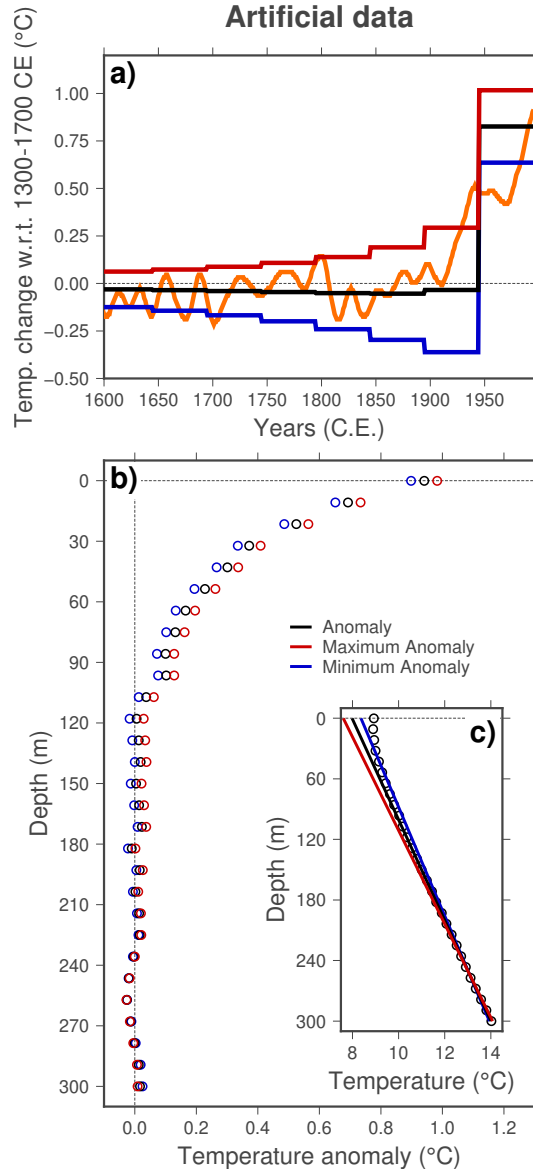 Artificial data
Temp. change w.r.t. 1300-1700 CE (°C)
a)
1.00
0.75
0.50
0.25
0.00
−0.25
−0.50
1600 1650 1700 1750 1800 1850 1900 1950
Years (C.E.)
b)
Depth (m)
0
30
60
90
120
150
180
210
240
270
300
Anomaly
Maximum Anomaly
Minimum Anomaly
c)
Depth (m)
0
60
120
180
240
300
8 10 12 14
Temperature (°C)
0.0 0.2 0.4 0.6 0.8 1.0 1.2
Temperature anomaly (°C)